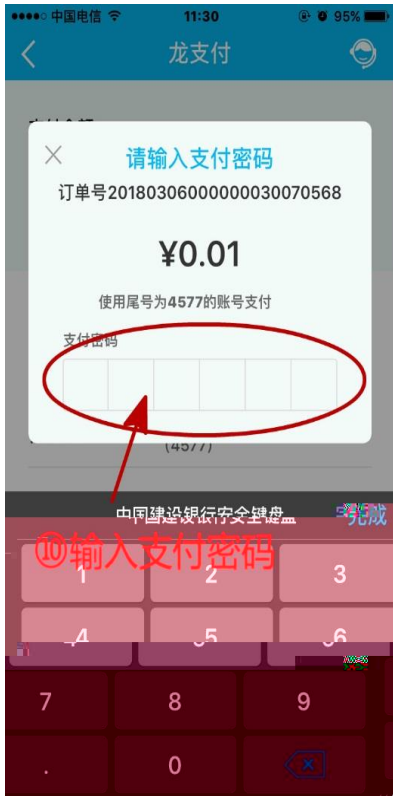 中国电信 11:30 95%
龙支付
请输入支付密码
订单号20180306000000030070568
¥0.01
使用尾号为4577的账号支付
支付密码
(4577)
中国建设银行安全键盘 完成
⑩输入支付密码
1 2 3
4 5 6
7 8 9
. 0